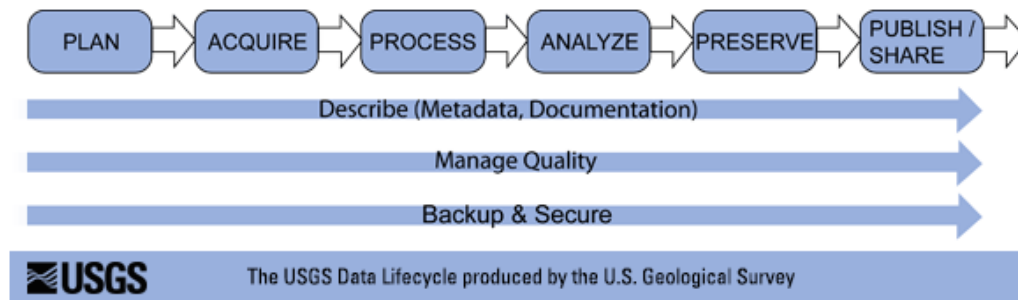 PLAN
ACQUIRE
PROCESS
ANALYZE
PRESERVE
PUBLISH /
SHARE
Describe (Metadata, Documentation)
Manage Quality
Backup & Secure
USGS
The USGS Data Lifecycle produced by the U.S. Geological Survey